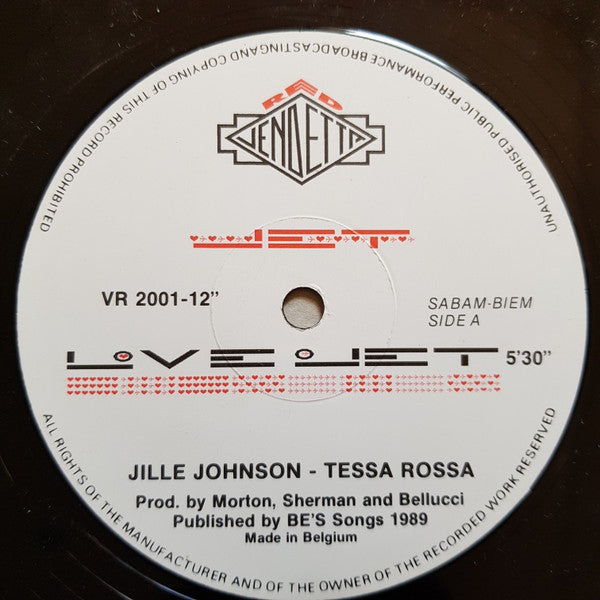 UNAUTHORISED PUBLIC PERFORMANCE BROADCASTING AND COPYING OF THIS RECORD PROHIBITED
RED
VENDETTA
JET
VR 2001-12"
SABAM-BIEM
SIDE A
LOVE JET 5'30"
JILLE JOHNSON - TESSA ROSSA
Prod. by Morton, Sherman and Bellucci
Published by BE'S Songs 1989
Made in Belgium
ALL RIGHTS OF THE MANUFACTURER AND OF THE OWNER OF THE RECORDED WORK RESERVED